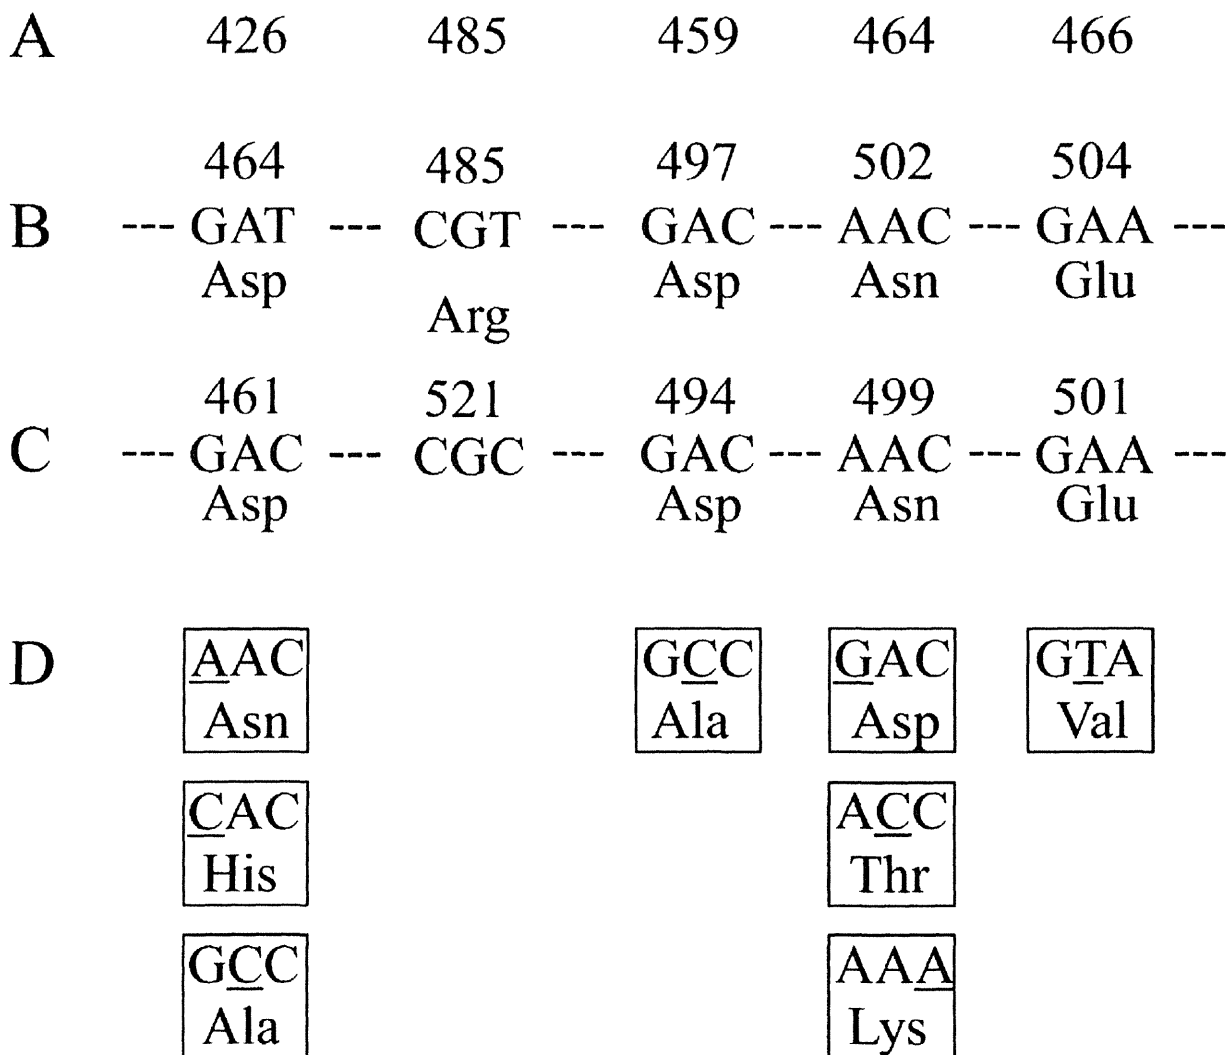 A 426 485 459 464 466
464 485 497 502 504
B --- GAT --- CGT --- GAC --- AAC --- GAA ---
Asp Asp Asn Glu
Arg
461 521 494 499 501
C --- GAC --- CGC --- GAC --- AAC --- GAA ---
Asp Asp Asn Glu
D AAC GCC GAC GTA
Asn Ala Asp Val
CAC ACC
His Thr
GCC AAA
Ala Lys